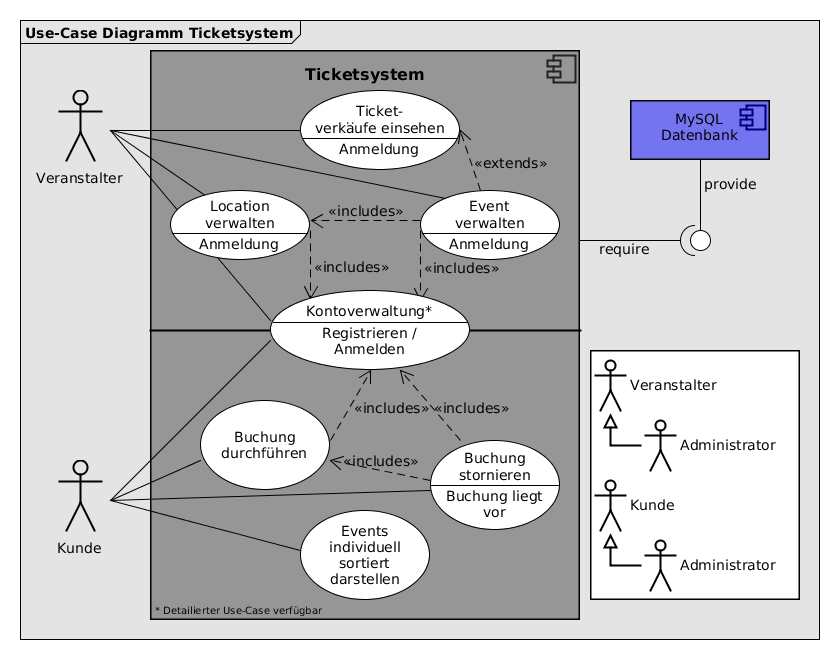 Use-Case Diagramm Ticketsystem
Ticketsystem
Ticket-
verkäufe einsehen
Anmeldung
MySQL
Datenbank
Veranstalter
«extends»
provide
Location
verwalten
Anmeldung
«includes»
Event
verwalten
Anmeldung
require
«includes»
«includes»
Kontoverwaltung*
Registrieren /
Anmelden
Veranstalter
Administrator
Kunde
Administrator
«includes»
«includes»
Buchung
durchführen
«includes»
Buchung
stornieren
Buchung liegt
vor
Kunde
Events
individuell
sortiert
darstellen
* Detailierter Use-Case verfügbar